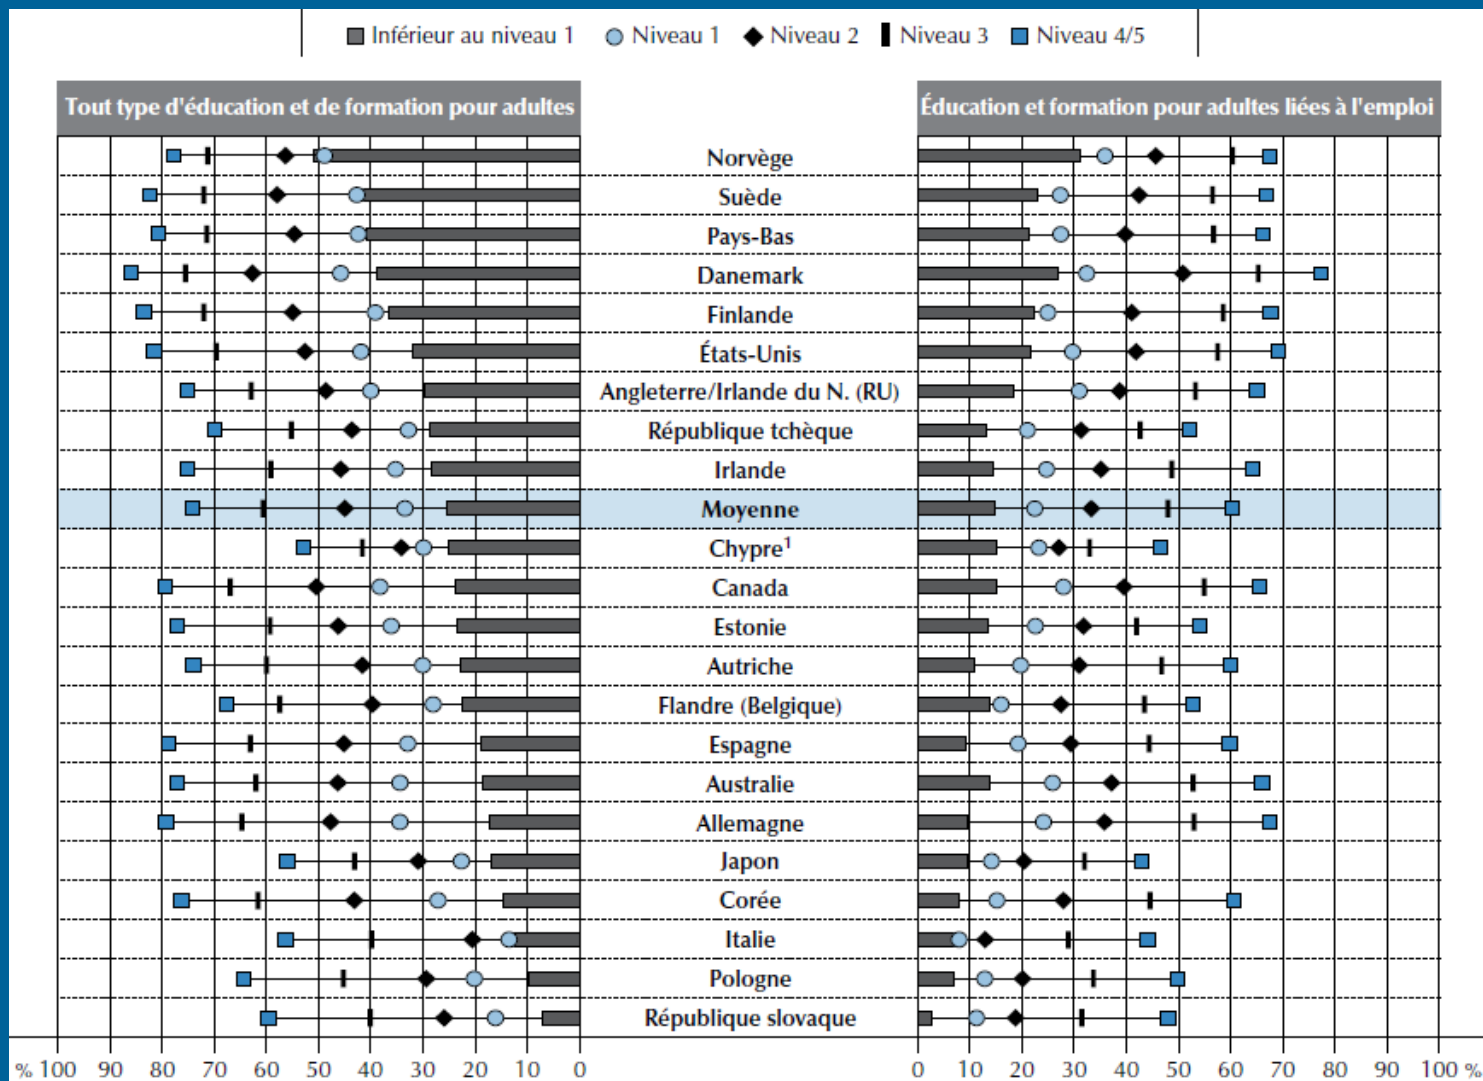 Inférieur au niveau 1 Niveau 1 Niveau 2 Niveau 3 Niveau 4/5
Tout type d'éducation et de formation pour adultes
Éducation et formation pour adultes liées à l'emploi
Norvège
Suède
Pays-Bas
Danemark
Finlande
États-Unis
Angleterre/Irlande du N. (RU)
République tchèque
Irlande
Moyenne
Chypre¹
Canada
Estonie
Autriche
Flandre (Belgique)
Espagne
Australie
Allemagne
Japon
Corée
Italie
Pologne
République slovaque
% 100 90 80 70 60 50 40 30 20 10 0
0 10 20 30 40 50 60 70 80 90 100 %